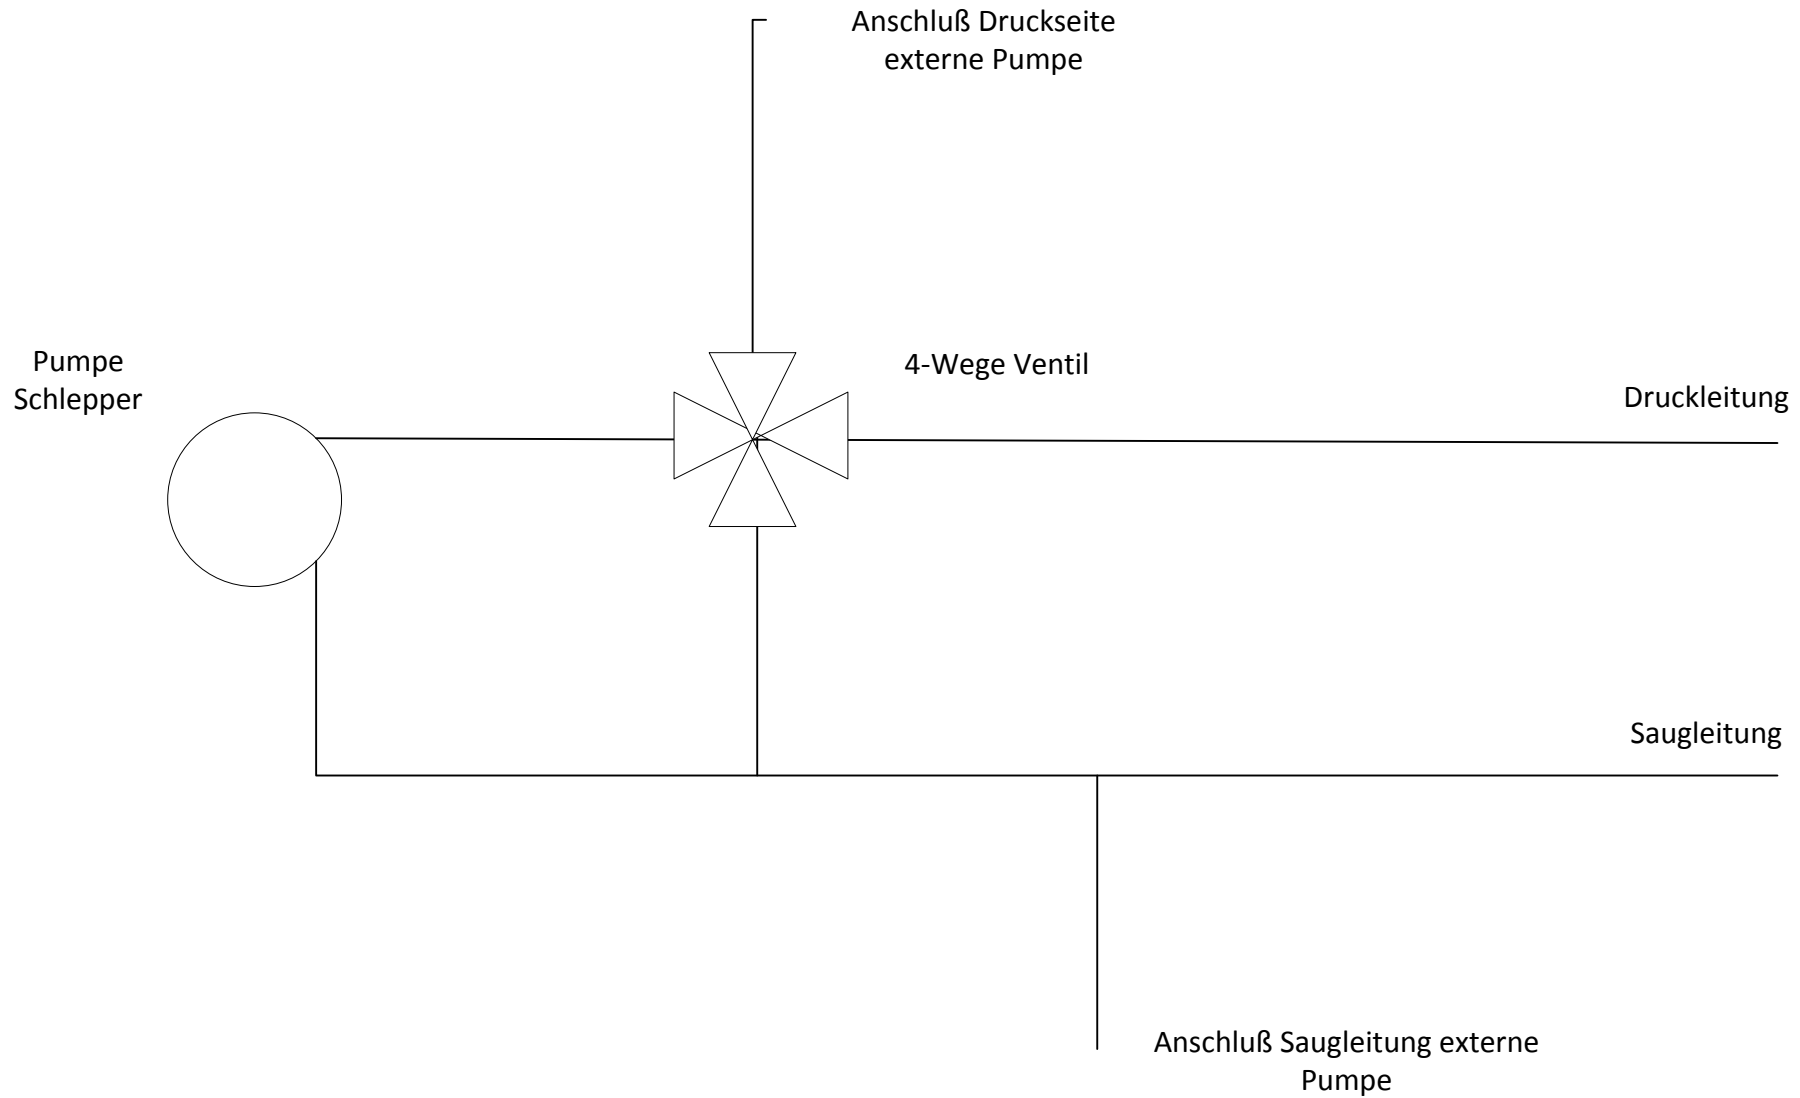 Anschluß Druckseite
externe Pumpe
Pumpe
Schlepper
4-Wege Ventil
Druckleitung
Saugleitung
Anschluß Saugleitung externe
Pumpe